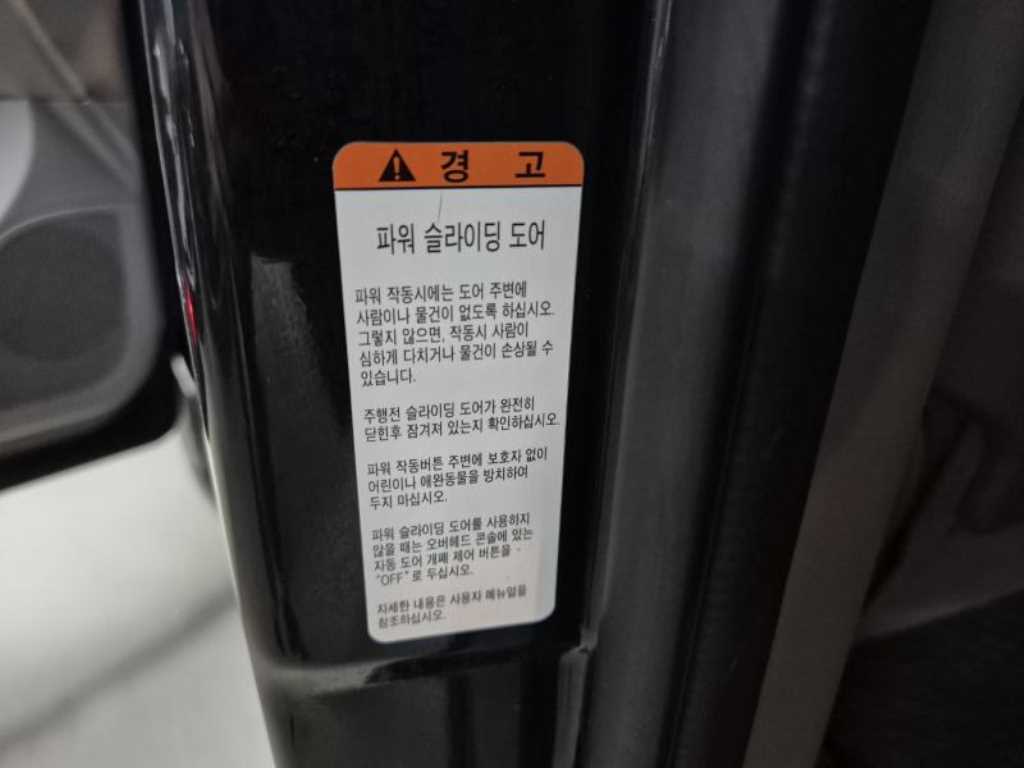 경 고
파워 슬라이딩 도어
파워 작동시에는 도어 주변에
사람이나 물건이 없도록 하십시오.
그렇지 않으면, 작동시 사람이
심하게 다치거나 물건이 손상될 수
있습니다.
주행전 슬라이딩 도어가 완전히
닫힌후 잠겨져 있는지 확인하십시오.
파워 작동버튼 주변에 보호자 없이
어린이나 애완동물을 방치하여
두지 마십시오.
파워 슬라이딩 도어를 사용하지
않을 때는 오버헤드 콘솔에 있는
자동 도어 개폐 제어 버튼을
"OFF"로 두십시오.
자세한 내용은 사용자 메뉴얼을
참조하십시오.